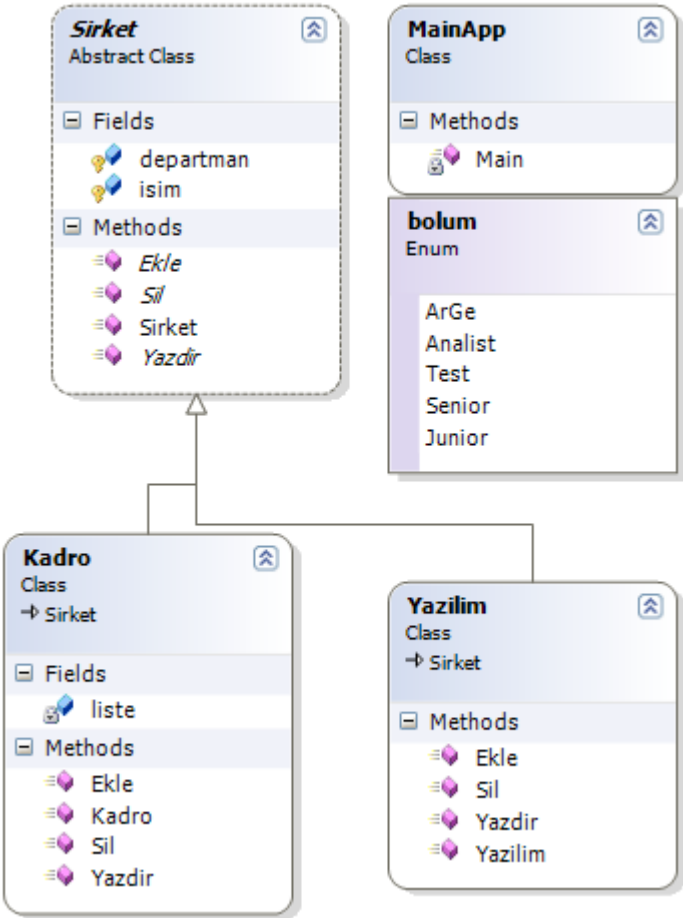 Sirket
Abstract Class
Fields
departman
isim
Methods
Ekle
Sil
Sirket
Yazdir
MainApp
Class
Methods
Main
bolum
Enum
ArGe
Analist
Test
Senior
Junior
Kadro
Class
Sirket
Fields
liste
Methods
Ekle
Kadro
Sil
Yazdir
Yazilim
Class
Sirket
Methods
Ekle
Sil
Yazdir
Yazilim